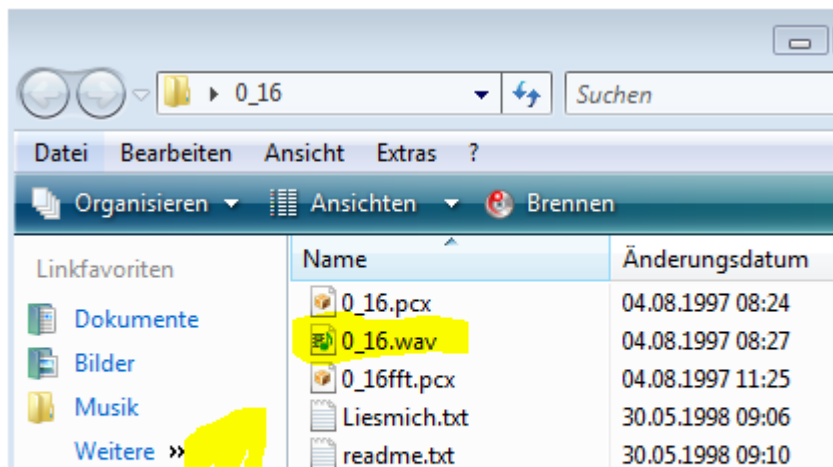 0_16
Suchen
Datei Bearbeiten Ansicht Extras ?
Organisieren Ansichten Brennen
Linkfavoriten
Dokumente
Bilder
Musik
Weitere »
Name Änderungsdatum
0_16.pcx 04.08.1997 08:24
0_16.wav 04.08.1997 08:27
0_16fft.pcx 04.08.1997 11:25
Liesmich.txt 30.05.1998 09:06
readme.txt 30.05.1998 09:10